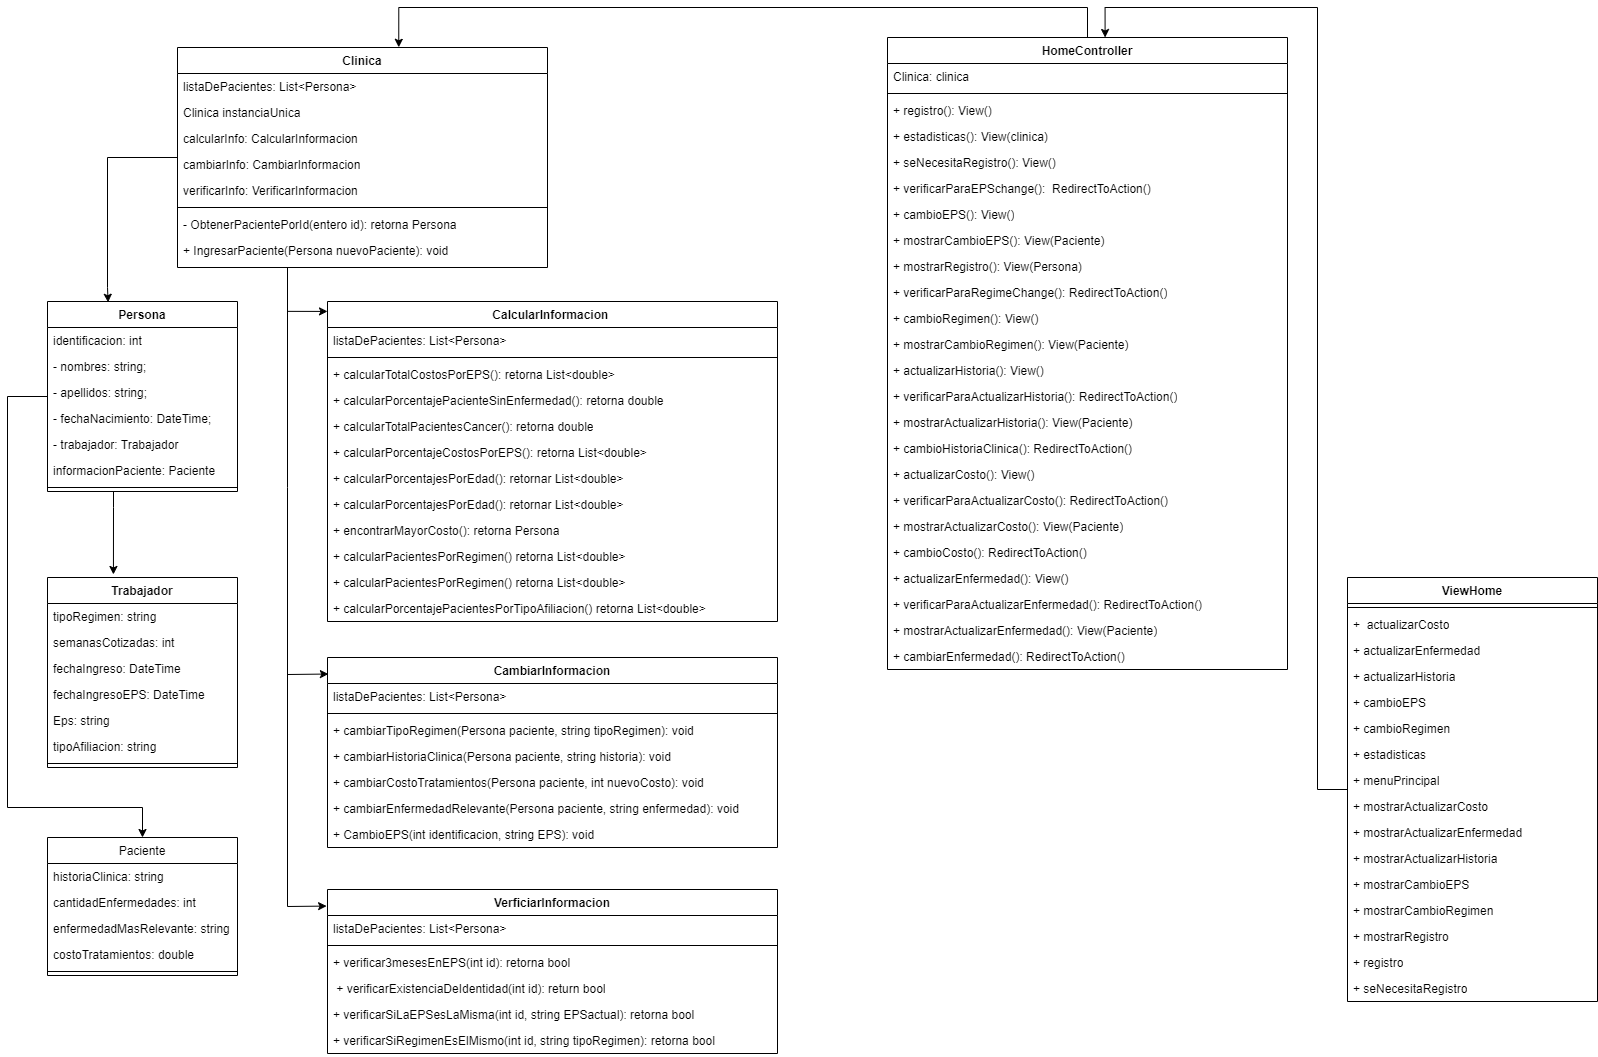 Clinica
listaDePacientes: List<Persona>
Clinica instanciaUnica
calcularInfo: CalcularInformacion
cambiarInfo: CambiarInformacion
verificarInfo: VerificarInformacion
- ObtenerPacientePorId(entero id): retorna Persona
+ IngresarPaciente(Persona nuevoPaciente): void
Persona
identificacion: int
- nombres: string;
- apellidos: string;
- fechaNacimiento: DateTime;
- trabajador: Trabajador
informacionPaciente: Paciente
Trabajador
tipoRegimen: string
semanasCotizadas: int
fechaIngreso: DateTime
fechaIngresoEPS: DateTime
Eps: string
tipoAfiliacion: string
Paciente
historiaClinica: string
cantidadEnfermedades: int
enfermedadMasRelevante: string
costoTratamientos: double
CalcularInformacion
listaDePacientes: List<Persona>
+ calcularTotalCostosPorEPS(): retorna List<double>
+ calcularPorcentajePacienteSinEnfermedad(): retorna double
+ calcularTotalPacientesCancer(): retorna double
+ calcularPorcentajeCostosPorEPS(): retorna List<double>
+ calcularPorcentajesPorEdad(): retornar List<double>
+ calcularPorcentajesPorEdad(): retornar List<double>
+ encontrarMayorCosto(): retorna Persona
+ calcularPacientesPorRegimen() retorna List<double>
+ calcularPacientesPorRegimen() retorna List<double>
+ calcularPorcentajePacientesPorTipoAfiliacion() retorna List<double>
CambiarInformacion
listaDePacientes: List<Persona>
+ cambiarTipoRegimen(Persona paciente, string tipoRegimen): void
+ cambiarHistoriaClinica(Persona paciente, string historia): void
+ cambiarCostoTratamientos(Persona paciente, int nuevoCosto): void
+ cambiarEnfermedadRelevante(Persona paciente, string enfermedad): void
+ CambioEPS(int identificacion, string EPS): void
VerficiarInformacion
listaDePacientes: List<Persona>
+ verificar3mesesEnEPS(int id): retorna bool
+ verificarExistenciaDeIdentidad(int id): return bool
+ verificarSiLaEPSesLaMisma(int id, string EPSactual): retorna bool
+ verificarSiRegimenEsElMismo(int id, string tipoRegimen): retorna bool
HomeController
Clinica: clinica
+ registro(): View()
+ estadisticas(): View(clinica)
+ seNecesitaRegistro(): View()
+ verificarParaEPSchange(): RedirectToAction()
+ cambioEPS(): View()
+ mostrarCambioEPS(): View(Paciente)
+ mostrarRegistro(): View(Persona)
+ verificarParaRegimeChange(): RedirectToAction()
+ cambioRegimen(): View()
+ mostrarCambioRegimen(): View(Paciente)
+ actualizarHistoria(): View()
+ verificarParaActualizarHistoria(): RedirectToAction()
+ mostrarActualizarHistoria(): View(Paciente)
+ cambioHistoriaClinica(): RedirectToAction()
+ actualizarCosto(): View()
+ verificarParaActualizarCosto(): RedirectToAction()
+ mostrarActualizarCosto(): View(Paciente)
+ cambioCosto(): RedirectToAction()
+ actualizarEnfermedad(): View()
+ verificarParaActualizarEnfermedad(): RedirectToAction()
+ mostrarActualizarEnfermedad(): View(Paciente)
+ cambiarEnfermedad(): RedirectToAction()
ViewHome
+ actualizarCosto
+ actualizarEnfermedad
+ actualizarHistoria
+ cambioEPS
+ cambioRegimen
+ estadisticas
+ menuPrincipal
+ mostrarActualizarCosto
+ mostrarActualizarEnfermedad
+ mostrarActualizarHistoria
+ mostrarCambioEPS
+ mostrarCambioRegimen
+ mostrarRegistro
+ registro
+ seNecesitaRegistro